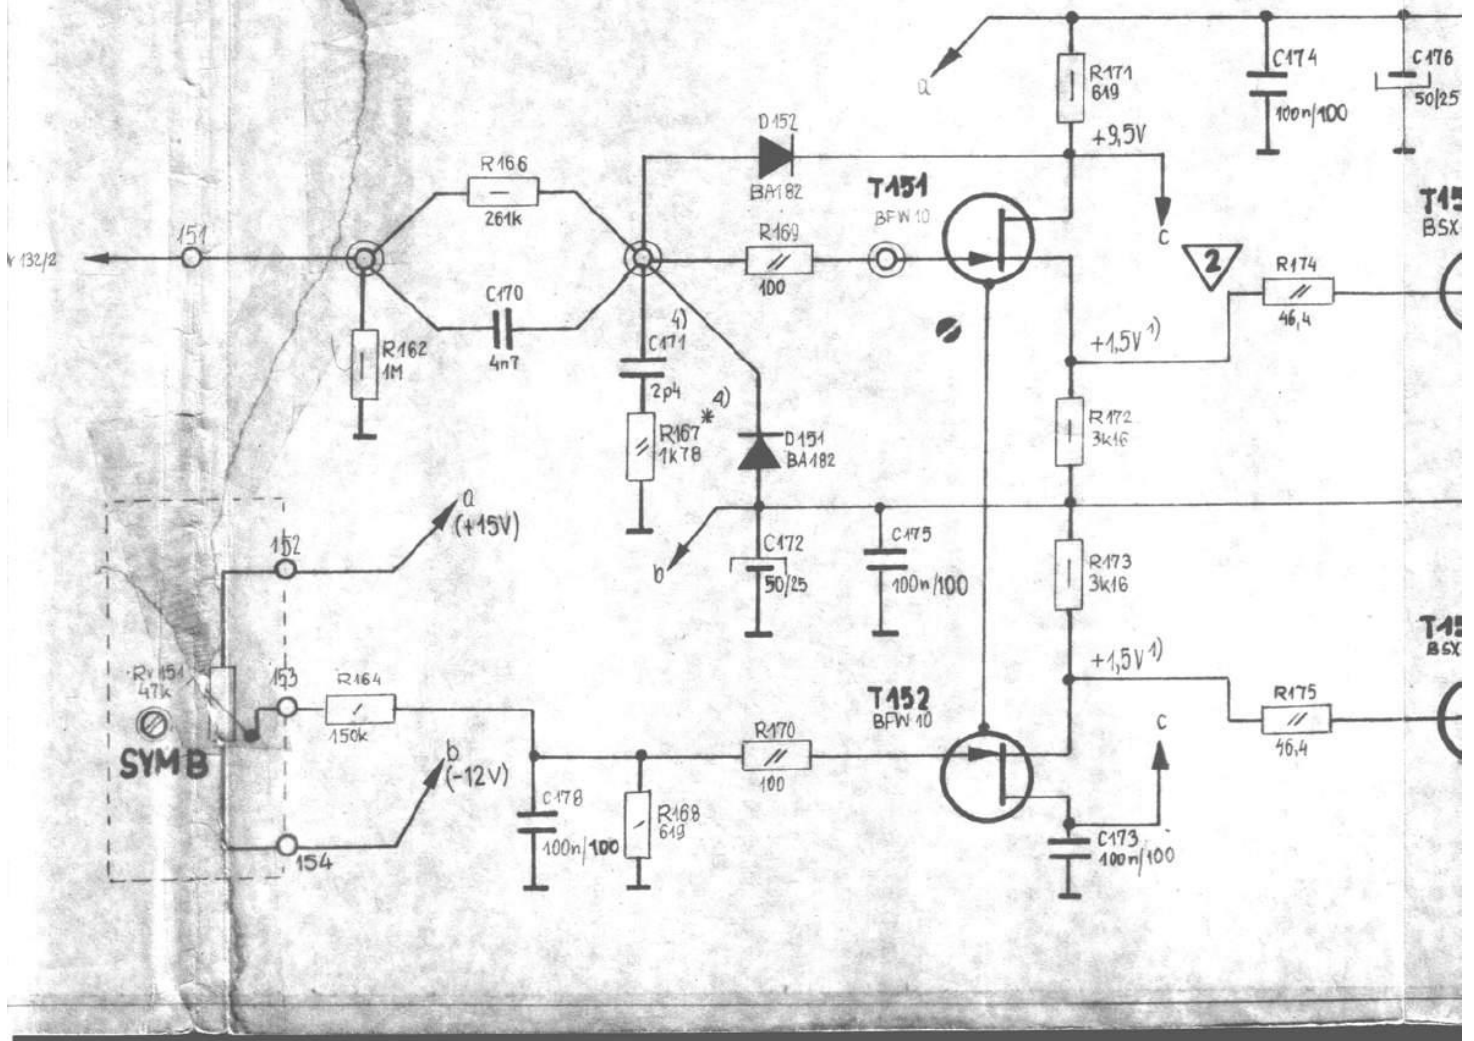 a
R171
619
C174
100n/100
C176
50/25
+9,5V
D152
BA182
T151
BFW 10
R166
261k
151
132/2
R169
100
c
2
R174
46,4
BSX
C170
4n7
R162
1M
4)
C171
2p4
* 4)
R167
1k78
D151
BA182
+1,5V 1)
R172
3k16
a
(+15V)
152
b
C172
50/25
C175
100n/100
R173
3k16
Rv 151
47k
153
R164
150k
SYM B
b
(-12V)
154
T152
BFW 10
R170
100
+1,5V 1)
c
R175
46,4
BSX
C178
100n/100
R168
619
C173
100n/100